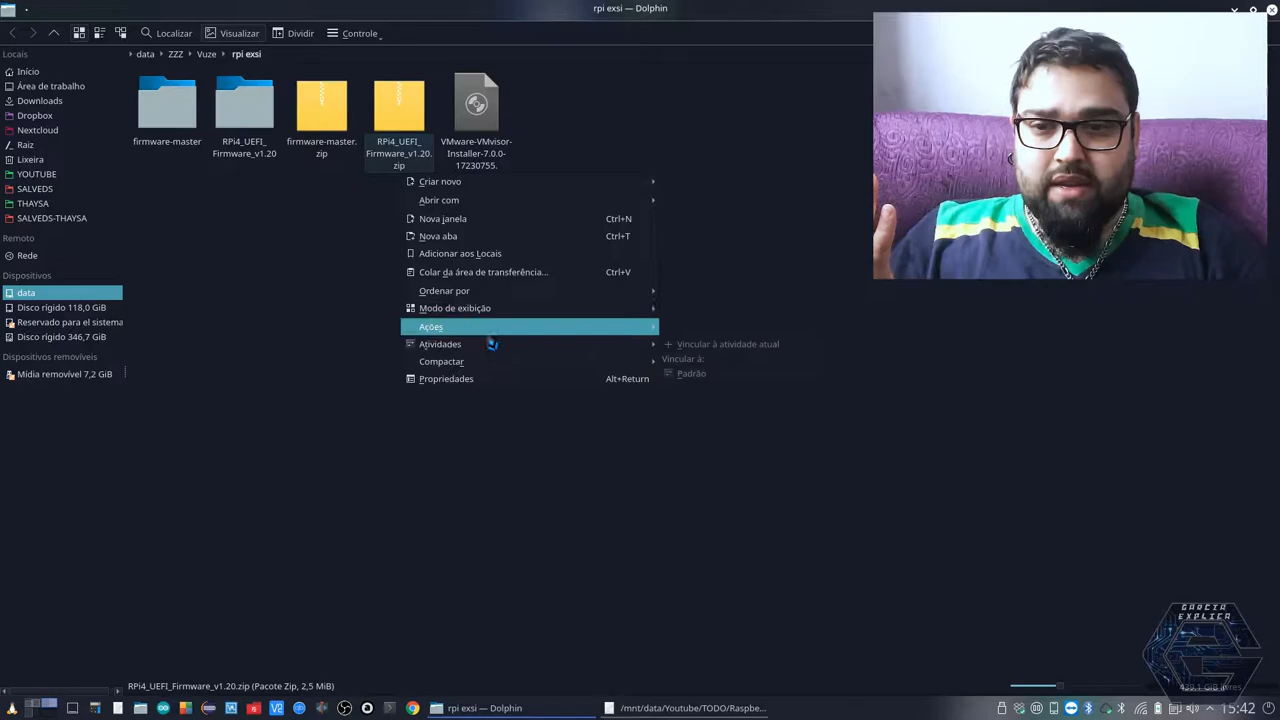 rpi exsi — Dolphin
Localizar
Visualizar
Dividir
Controle
Locais
data
ZZZ
Vuze
rpi exsi
Início
Área de trabalho
Downloads
Dropbox
Nextcloud
Raiz
Lixeira
YOUTUBE
SALVEDS
THAYSA
SALVEDS-THAYSA
Remoto
Rede
Dispositivos
data
Disco rígido 118,0 GiB
Reservado para el sistema
Disco rígido 346,7 GiB
Dispositivos removíveis
Mídia removível 7,2 GiB
firmware-master
RPi4_UEFI_
Firmware_v1.20
firmware-master.
zip
RPi4_UEFI_
Firmware_v1.20.
zip
VMware-VMvisor-
Installer-7.0.0-
17230755.
Criar novo
Abrir com
Nova janela Ctrl+N
Nova aba Ctrl+T
Adicionar aos Locais
Colar da área de transferência... Ctrl+V
Ordenar por
Modo de exibição
Ações
Atividades
Compactar
Propriedades Alt+Return
Vincular à atividade atual
Vincular à:
Padrão
GARCIA
EXPLICA
RPi4_UEFI_Firmware_v1.20.zip (Pacote Zip, 2,5 MiB)
GiB livres
rpi exsi — Dolphin
/mnt/data/Youtube/TODO/Raspbe...
15:42